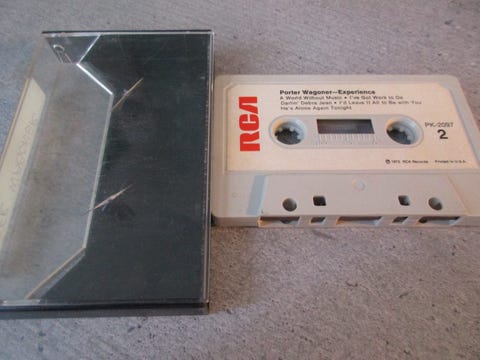 Porter Wagoner—Experience
A World Without Music • I've Got Work to Do
Darlin' Debra Jean • I'd Leave It All to Be with You
He's Alone Again Tonight
RCA
PK-2097
2
Ⓟ 1975, RCA Records
Printed in U.S.A.